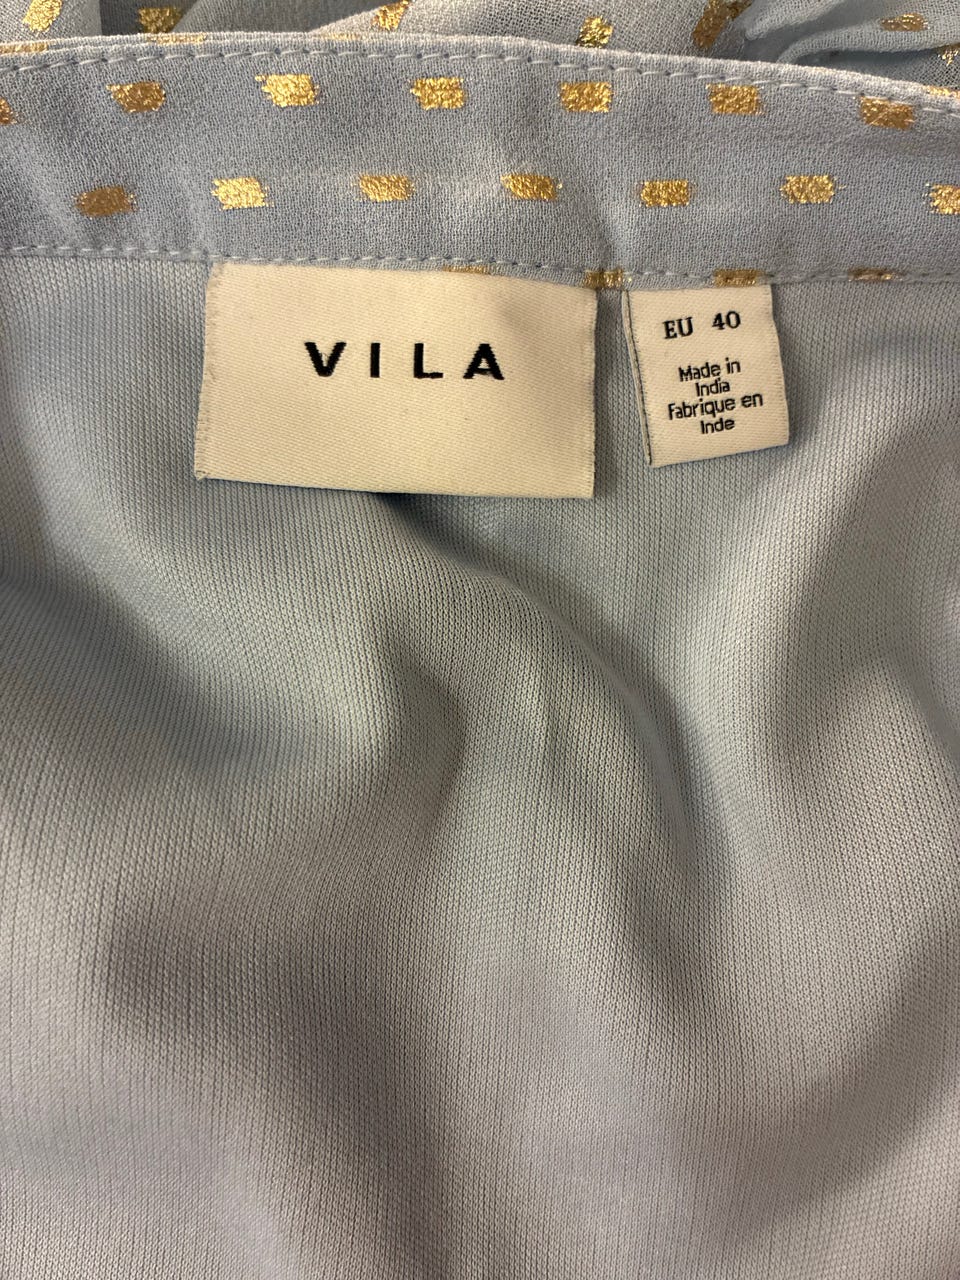 VILA
EU 40
Made in
India
Fabrique en
Inde